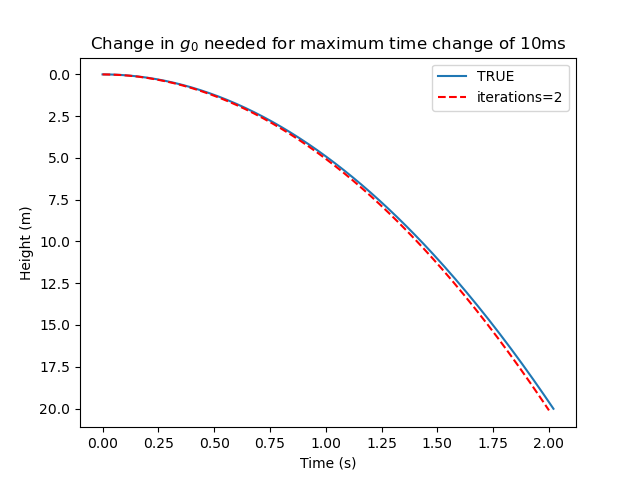 Change in g₀ needed for maximum time change of 10ms
TRUE
iterations=2
Height (m)
0.0
2.5
5.0
7.5
10.0
12.5
15.0
17.5
20.0
0.00 0.25 0.50 0.75 1.00 1.25 1.50 1.75 2.00
Time (s)